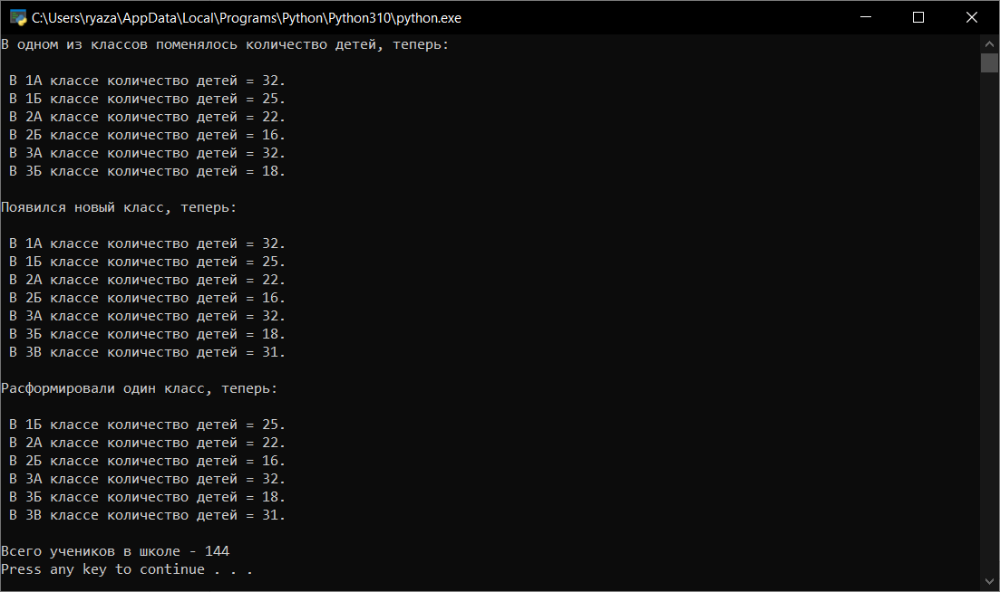 C:\Users\ryaza\AppData\Local\Programs\Python\Python310\python.exe
В одном из классов поменялось количество детей, теперь:
В 1А классе количество детей = 32.
В 1Б классе количество детей = 25.
В 2А классе количество детей = 22.
В 2Б классе количество детей = 16.
В 3А классе количество детей = 32.
В 3Б классе количество детей = 18.
Появился новый класс, теперь:
В 1А классе количество детей = 32.
В 1Б классе количество детей = 25.
В 2А классе количество детей = 22.
В 2Б классе количество детей = 16.
В 3А классе количество детей = 32.
В 3Б классе количество детей = 18.
В 3В классе количество детей = 31.
Расформировали один класс, теперь:
В 1Б классе количество детей = 25.
В 2А классе количество детей = 22.
В 2Б классе количество детей = 16.
В 3А классе количество детей = 32.
В 3Б классе количество детей = 18.
В 3В классе количество детей = 31.
Всего учеников в школе - 144
Press any key to continue . . .